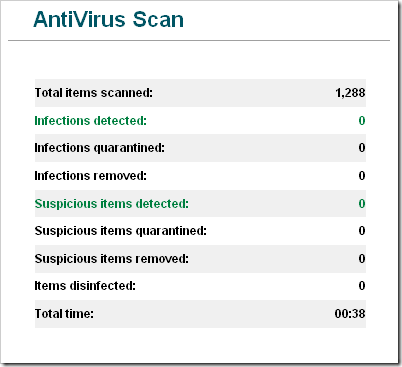 AntiVirus Scan
Total items scanned: 1,288
Infections detected: 0
Infections quarantined: 0
Infections removed: 0
Suspicious items detected: 0
Suspicious items quarantined: 0
Suspicious items removed: 0
Items disinfected: 0
Total time: 00:38